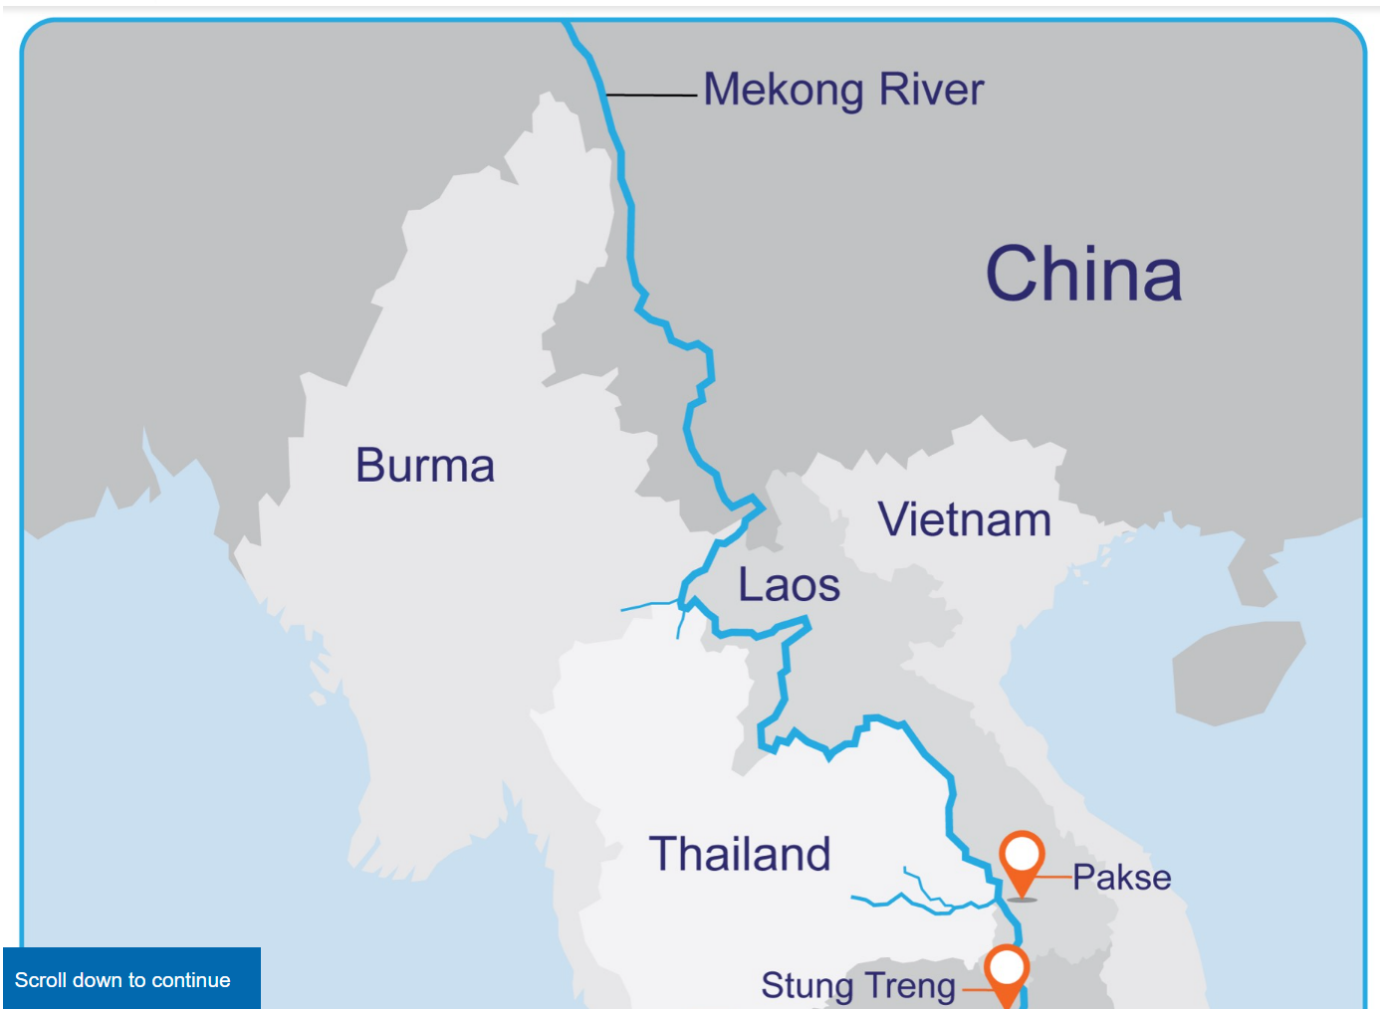 Mekong River
China
Burma
Vietnam
Laos
Thailand
Pakse
Stung Treng
Scroll down to continue